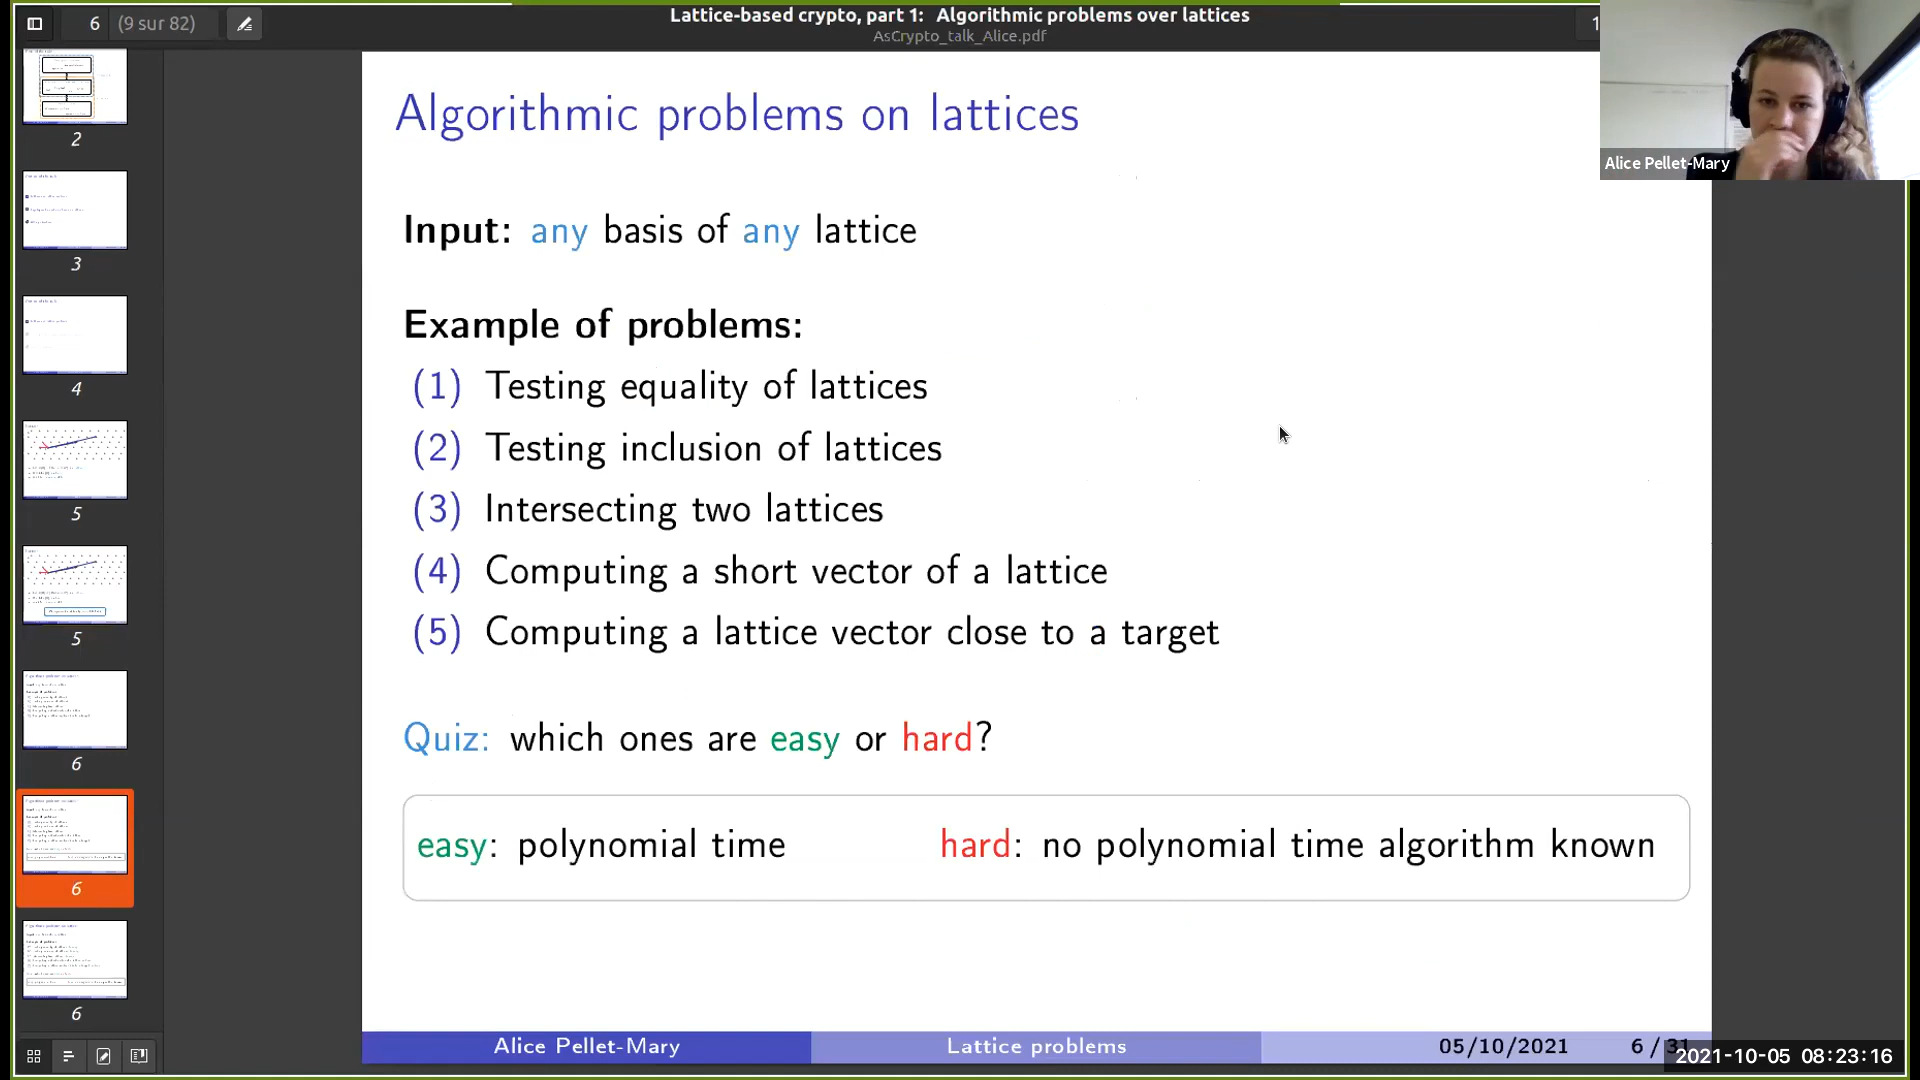 6 (9 sur 82)
Lattice-based crypto, part 1: Algorithmic problems over lattices
AsCrypto_talk_Alice.pdf
1
Alice Pellet-Mary
2
3
4
5
5
6
6
6
Algorithmic problems on lattices
Input: any basis of any lattice
Example of problems:
(1) Testing equality of lattices
(2) Testing inclusion of lattices
(3) Intersecting two lattices
(4) Computing a short vector of a lattice
(5) Computing a lattice vector close to a target
Quiz: which ones are easy or hard?
easy: polynomial time hard: no polynomial time algorithm known
Alice Pellet-Mary Lattice problems 05/10/2021 6 / 31
2021-10-05 08:23:16